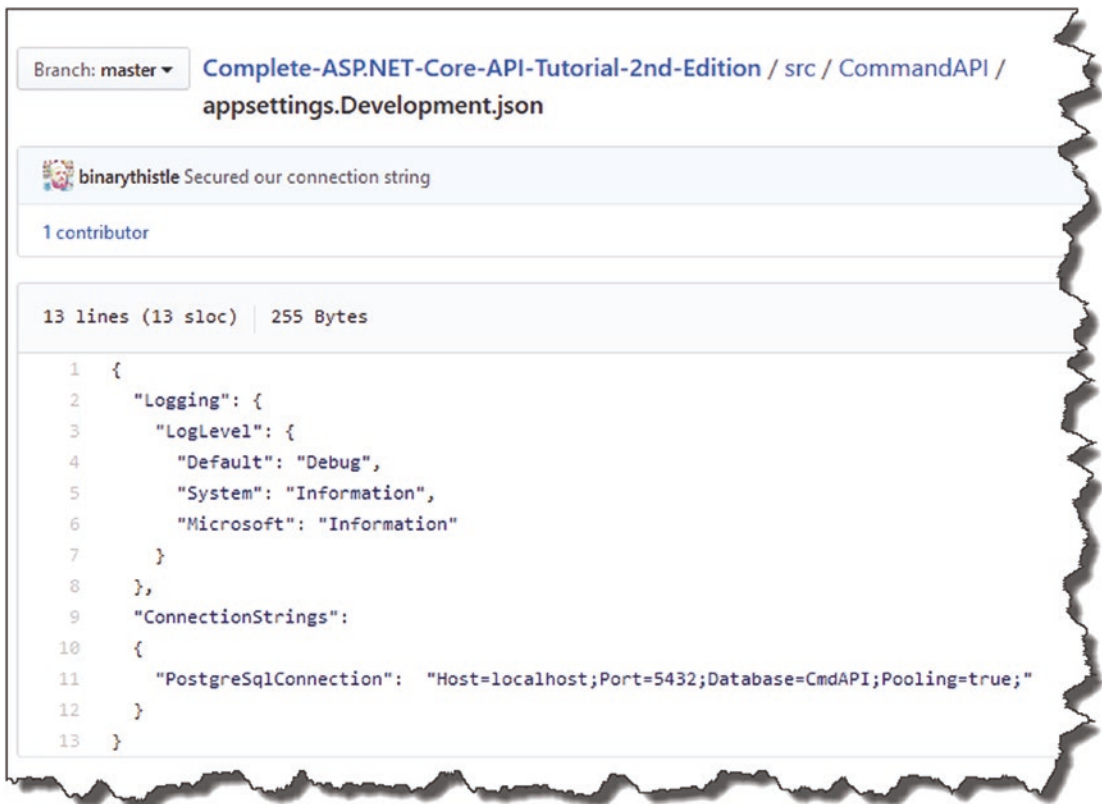 Branch: master Complete-ASP.NET-Core-API-Tutorial-2nd-Edition / src / CommandAPI /
appsettings.Development.json
binarythistle Secured our connection string
1 contributor
13 lines (13 sloc) 255 Bytes
1 {
2 "Logging": {
3 "LogLevel": {
4 "Default": "Debug",
5 "System": "Information",
6 "Microsoft": "Information"
7 }
8 },
9 "ConnectionStrings":
10 {
11 "PostgreSqlConnection": "Host=localhost;Port=5432;Database=CmdAPI;Pooling=true;"
12 }
13 }